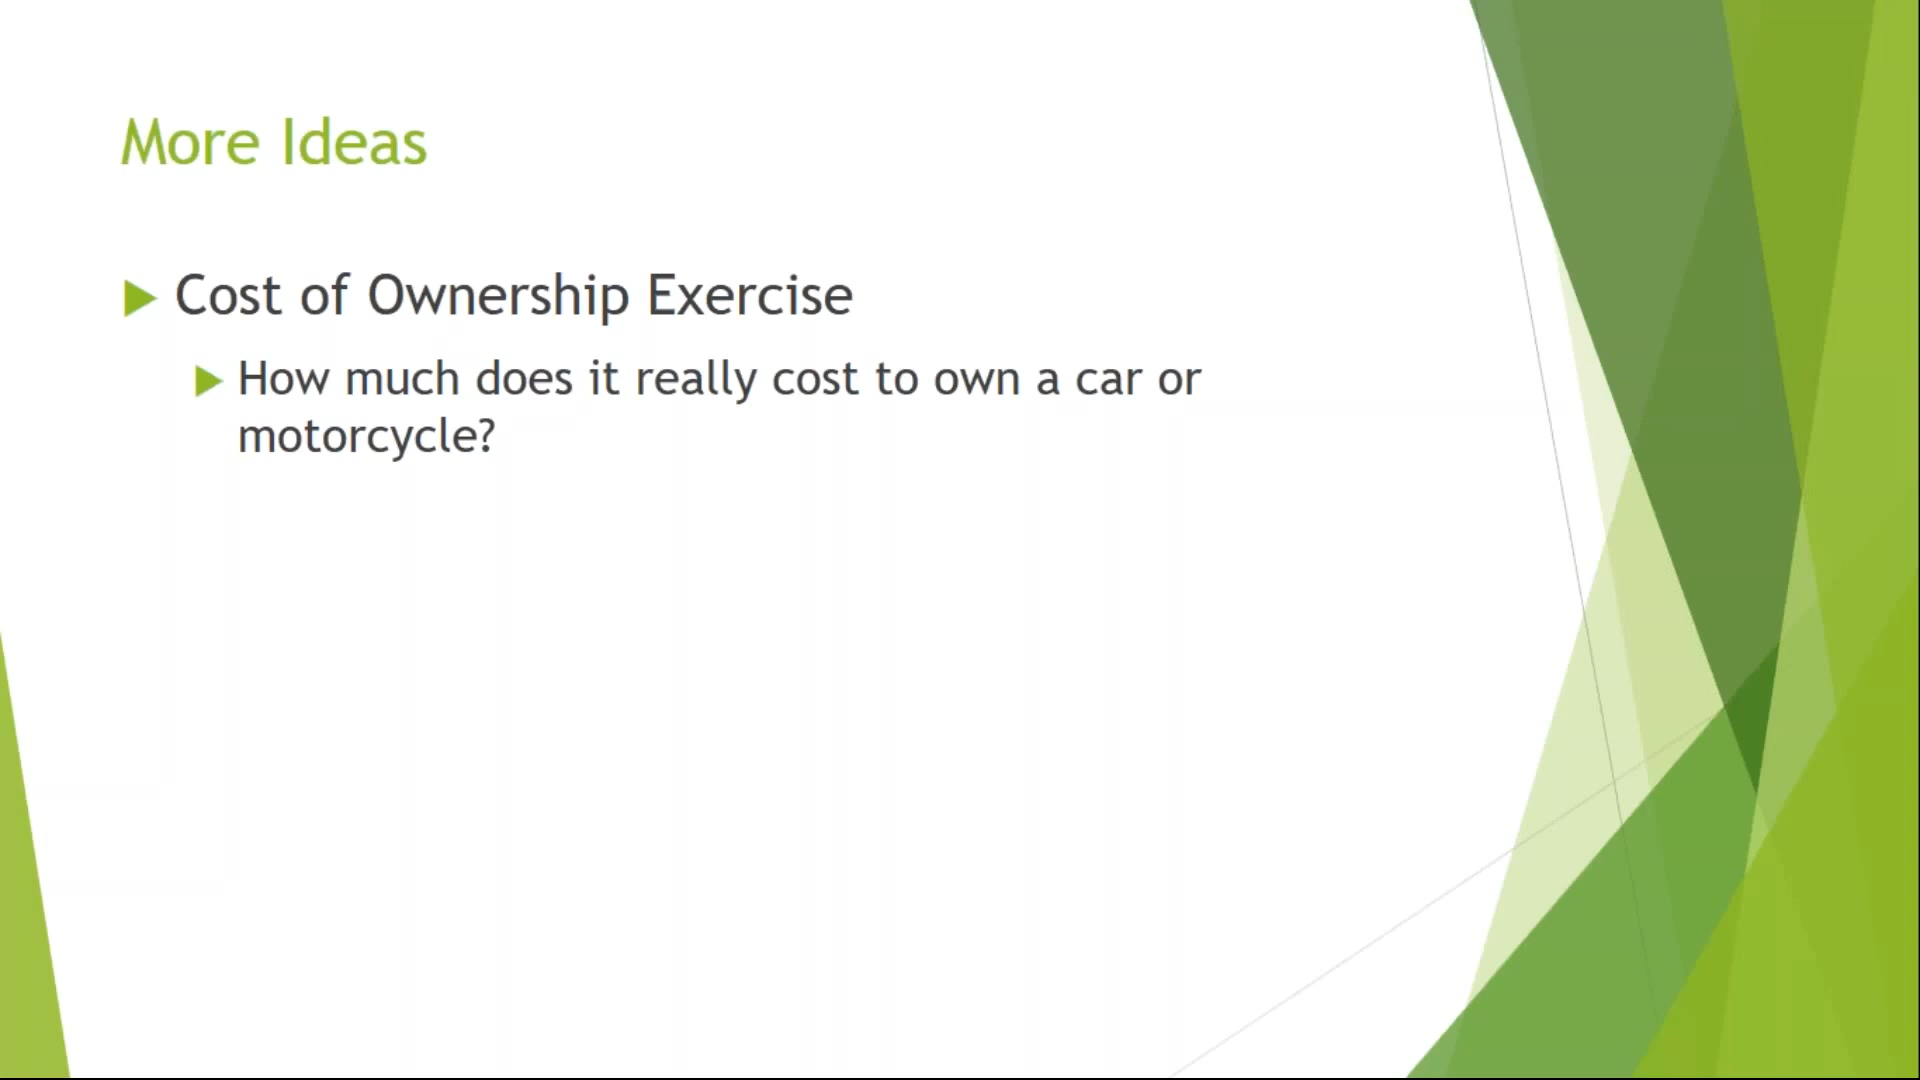 More Ideas
Cost of Ownership Exercise
How much does it really cost to own a car or
motorcycle?